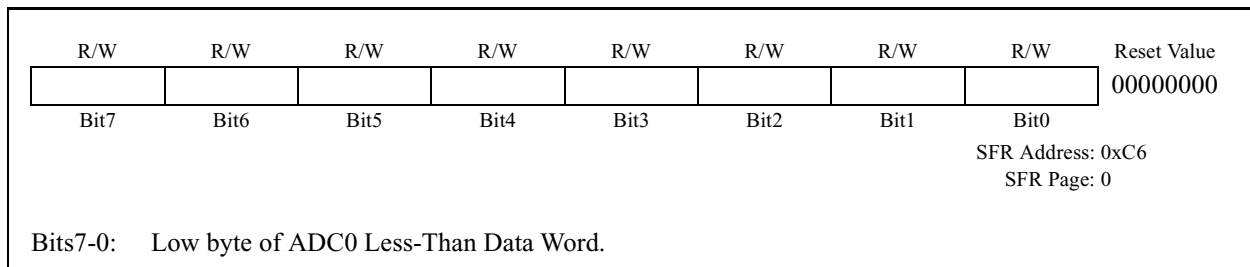 R/W R/W R/W R/W R/W R/W R/W R/W Reset Value
00000000
Bit7 Bit6 Bit5 Bit4 Bit3 Bit2 Bit1 Bit0
SFR Address: 0xC6
SFR Page: 0
Bits7-0: Low byte of ADC0 Less-Than Data Word.